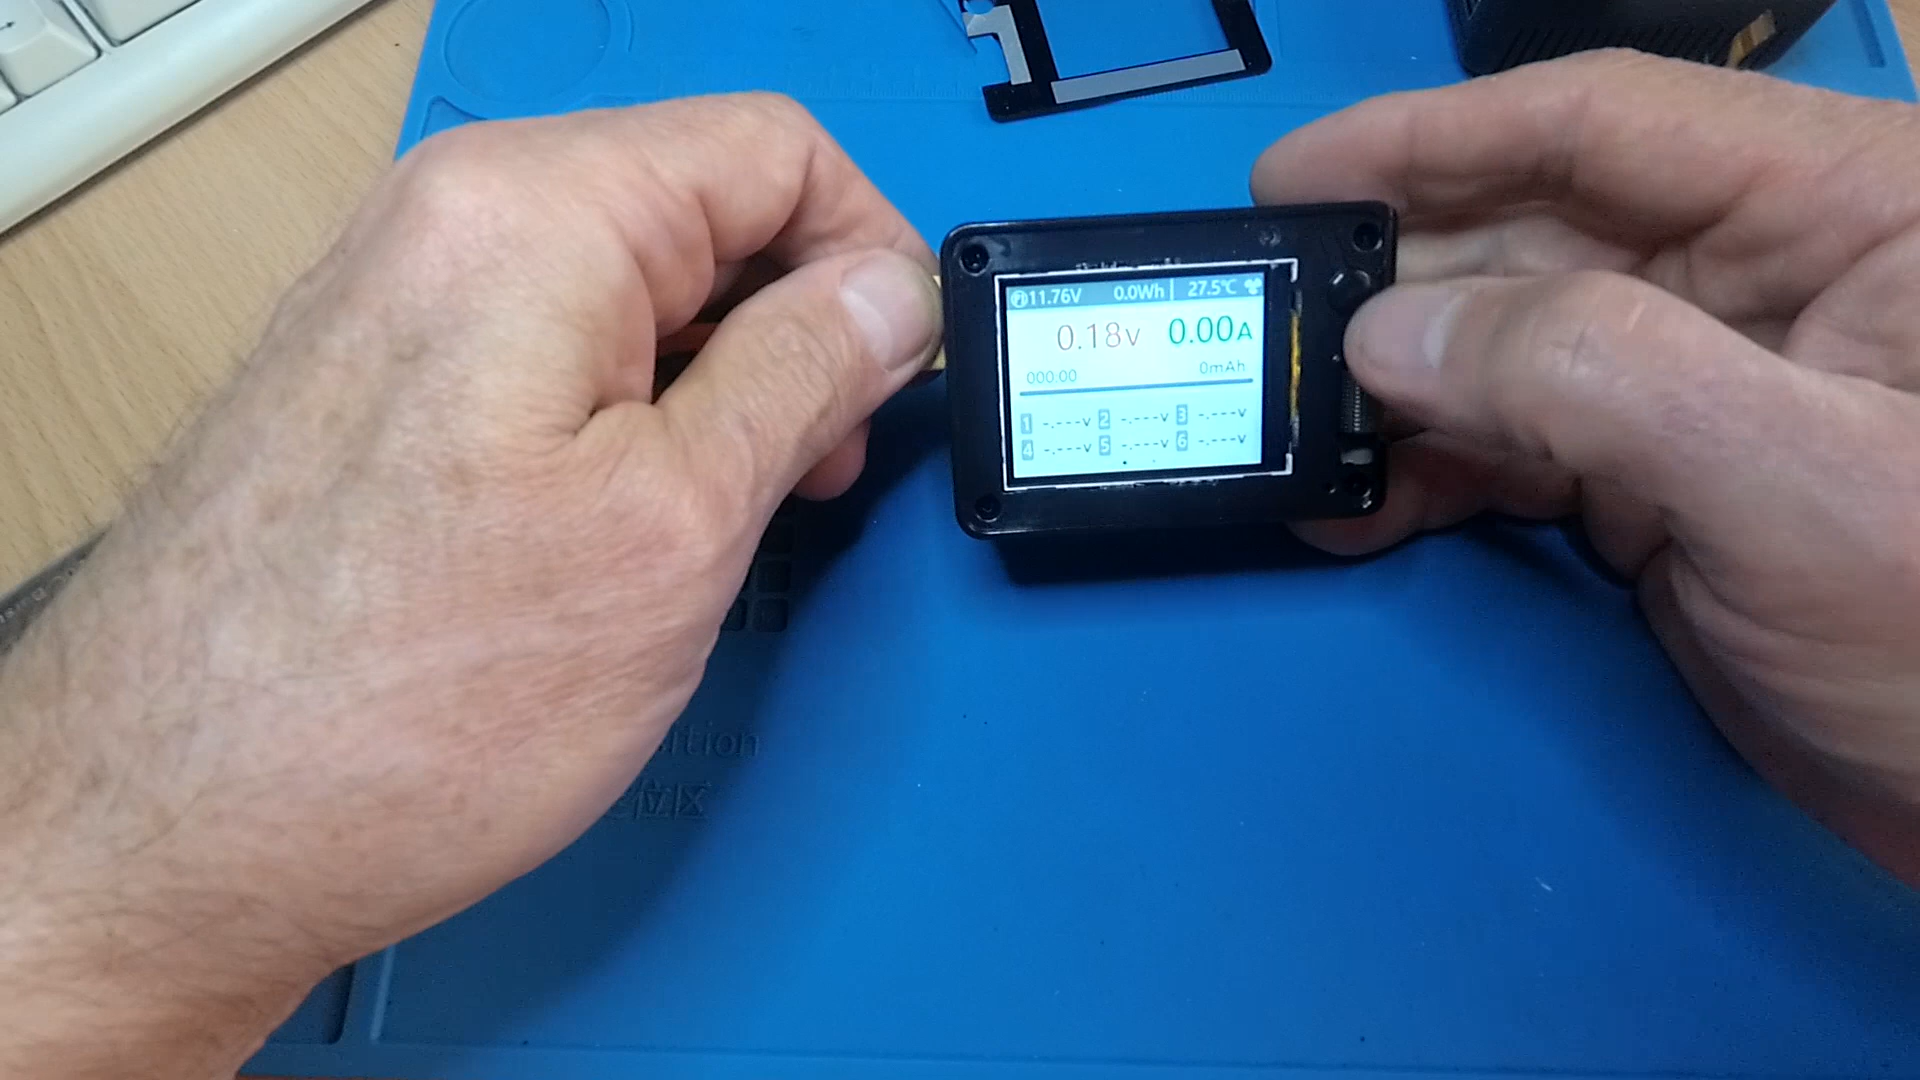 11.76V 0.0Wh 27.5℃
0.18v 0.00A
000.00 0mAh
1 -.---v 2 -.---v 3 -.---v
4 -.---v 5 -.---v 6 -.---v
位区